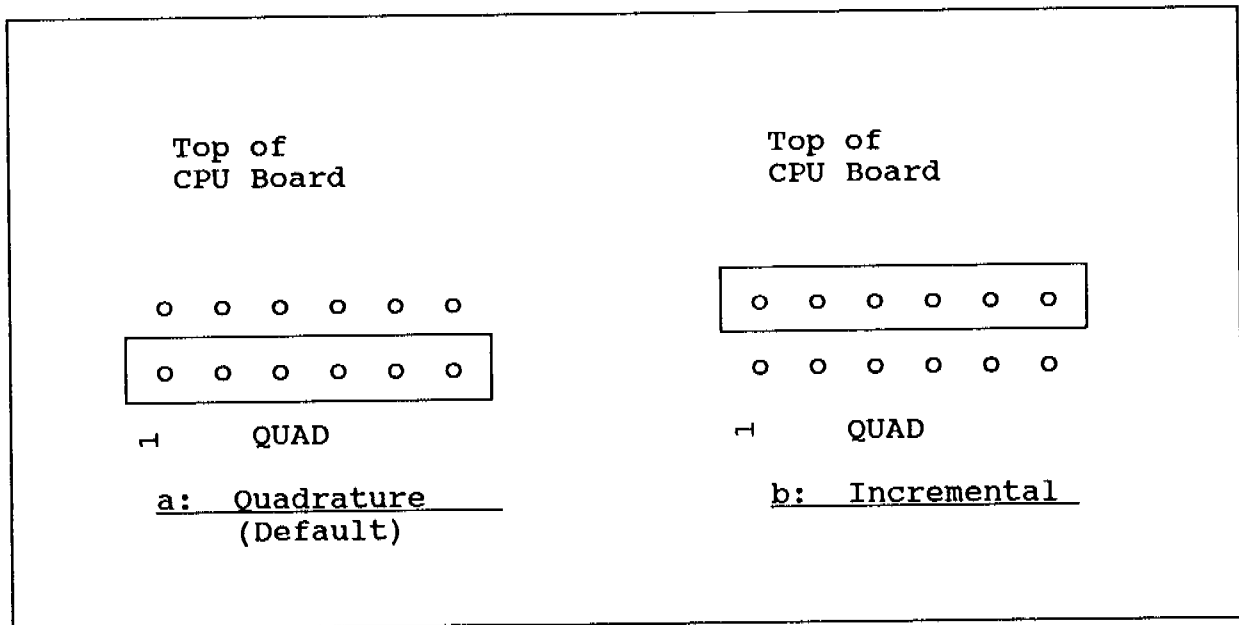 Top of
CPU Board
1 QUAD
a: Quadrature
(Default)
Top of
CPU Board
1 QUAD
b: Incremental